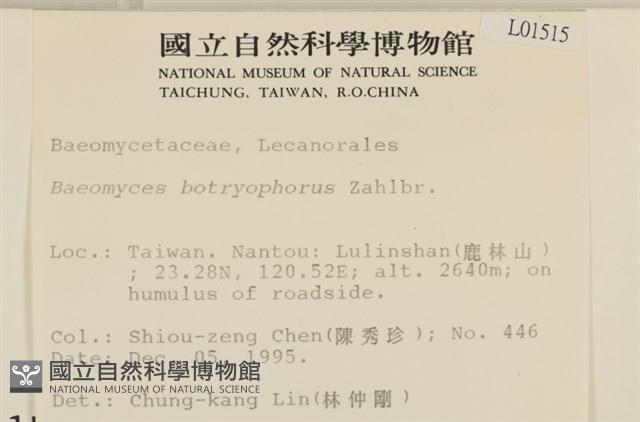 L01515
國立自然科學博物館
NATIONAL MUSEUM OF NATURAL SCIENCE
TAICHUNG, TAIWAN, R.O.CHINA
Baeomycetaceae, Lecanorales
Baeomyces botryophorus Zahlbr.
Loc.: Taiwan. Nantou: Lulinshan(鹿林山)
; 23.28N, 120.52E; alt. 2640m; on
humulus of roadside.
Col.: Shiou-zeng Chen(陳秀珍); No. 446
Date: Dec. 05, 1995.
國立自然科學博物館
NATIONAL MUSEUM OF NATURAL SCIENCE
Det.: Chung-kang Lin(林仲剛)